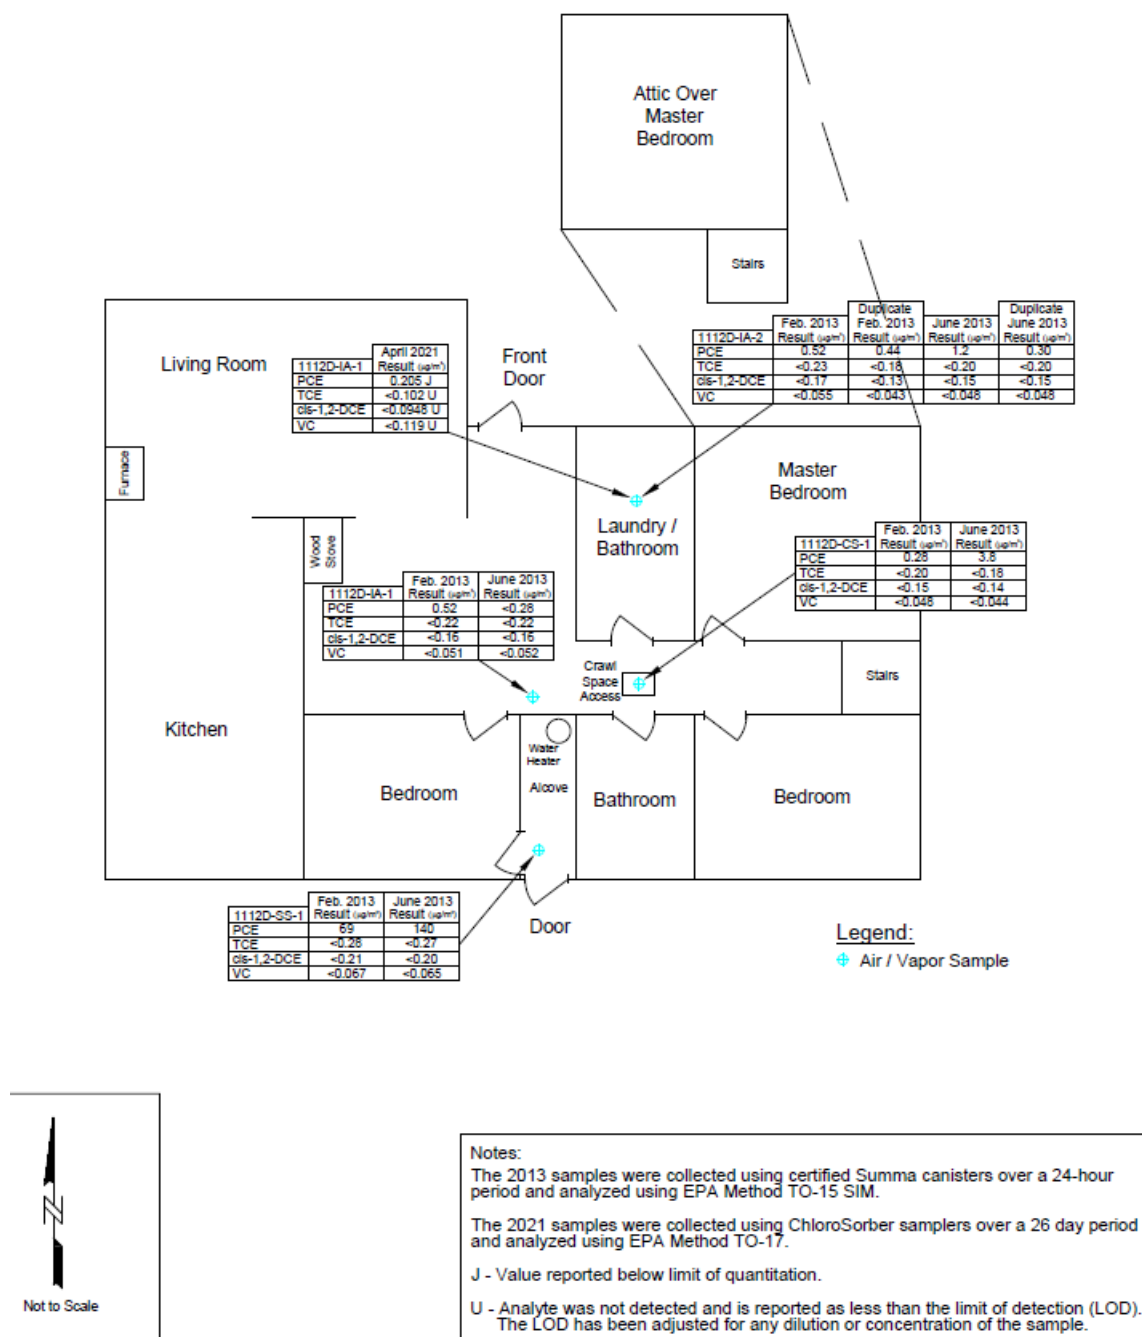 Attic Over
Master
Bedroom
Stairs
Living Room
Front
Door
Furnace
Wood
Stove
April 2021
1112D-IA-1 Result (µg/m³)
PCE 0.205 J
TCE <0.102 U
cis-1,2-DCE <0.0948 U
VC <0.119 U
Duplicate Duplicate
Feb. 2013 Feb. 2013 June 2013 June 2013
1112D-IA-2 Result (µg/m³) Result (µg/m³) Result (µg/m³) Result (µg/m³)
PCE 0.52 0.44 1.2 0.30
TCE <0.23 <0.18 <0.20 <0.20
cis-1,2-DCE <0.17 <0.13 <0.15 <0.15
VC <0.055 <0.043 <0.048 <0.048
Master
Bedroom
Laundry /
Bathroom
Feb. 2013 June 2013
1112D-CS-1 Result (µg/m³) Result (µg/m³)
PCE 0.28 3.8
TCE <0.20 <0.18
cis-1,2-DCE <0.15 <0.14
VC <0.048 <0.044
Feb. 2013 June 2013
1112D-IA-1 Result (µg/m³) Result (µg/m³)
PCE 0.52 <0.28
TCE <0.22 <0.22
cis-1,2-DCE <0.16 <0.16
VC <0.051 <0.052
Crawl
Space
Access
Stairs
Kitchen
Water
Heater
Alcove
Bedroom
Bathroom
Bedroom
Feb. 2013 June 2013
1112D-SS-1 Result (µg/m³) Result (µg/m³)
PCE 69 140
TCE <0.28 <0.27
cis-1,2-DCE <0.21 <0.20
VC <0.067 <0.065
Door
Legend:
Air / Vapor Sample
N
Not to Scale
Notes:
The 2013 samples were collected using certified Summa canisters over a 24-hour
period and analyzed using EPA Method TO-15 SIM.
The 2021 samples were collected using ChloroSorber samplers over a 26 day period
and analyzed using EPA Method TO-17.
J - Value reported below limit of quantitation.
U - Analyte was not detected and is reported as less than the limit of detection (LOD).
The LOD has been adjusted for any dilution or concentration of the sample.